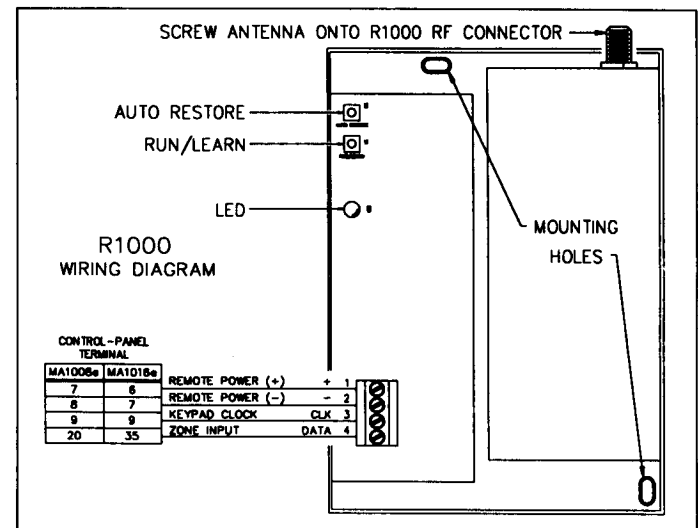 SCREW ANTENNA ONTO R1000 RF CONNECTOR
AUTO RESTORE
RUN/LEARN
LED
MOUNTING
HOLES
R1000
WIRING DIAGRAM
CONTROL-PANEL
TERMINAL
MA1008e MA1016e
7 6 REMOTE POWER (+) + 1
8 7 REMOTE POWER (-) - 2
9 9 KEYPAD CLOCK CLK 3
20 35 ZONE INPUT DATA 4